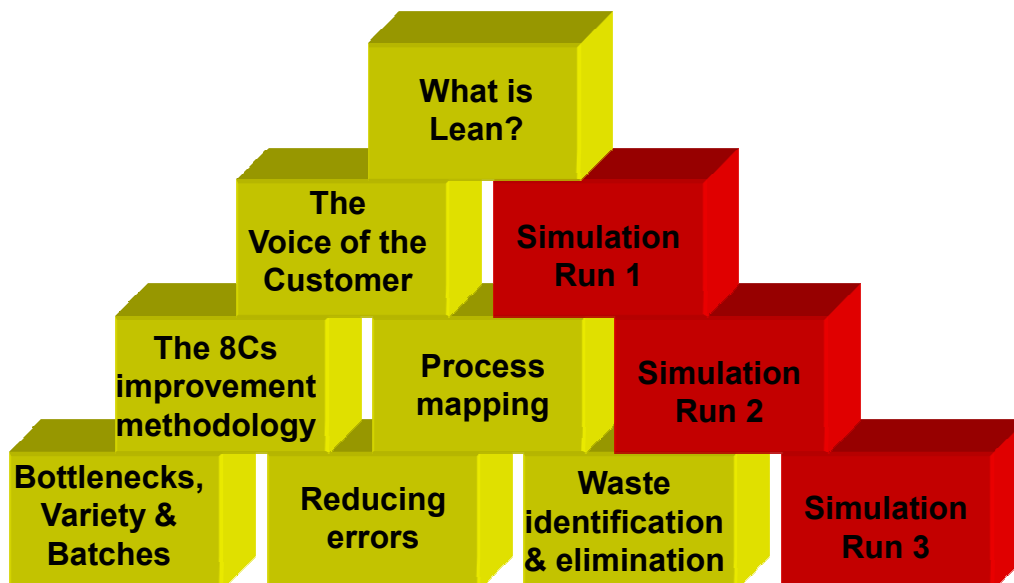 What is
Lean?
The
Voice of the
Customer
Simulation
Run 1
The 8Cs
improvement
methodology
Process
mapping
Simulation
Run 2
Bottlenecks,
Variety &
Batches
Reducing
errors
Waste
identification
& elimination
Simulation
Run 3